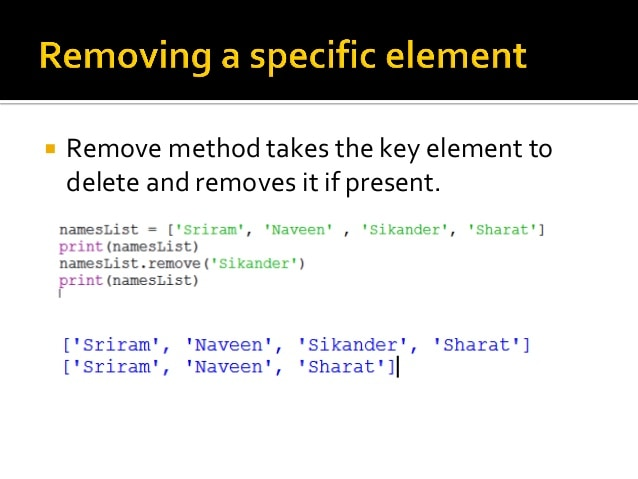 Removing a specific element
Remove method takes the key element to
delete and removes it if present.
namesList = ['Sriram', 'Naveen' , 'Sikander', 'Sharat']
print(namesList)
namesList.remove('Sikander')
print(namesList)
['Sriram', 'Naveen', 'Sikander', 'Sharat']
['Sriram', 'Naveen', 'Sharat']